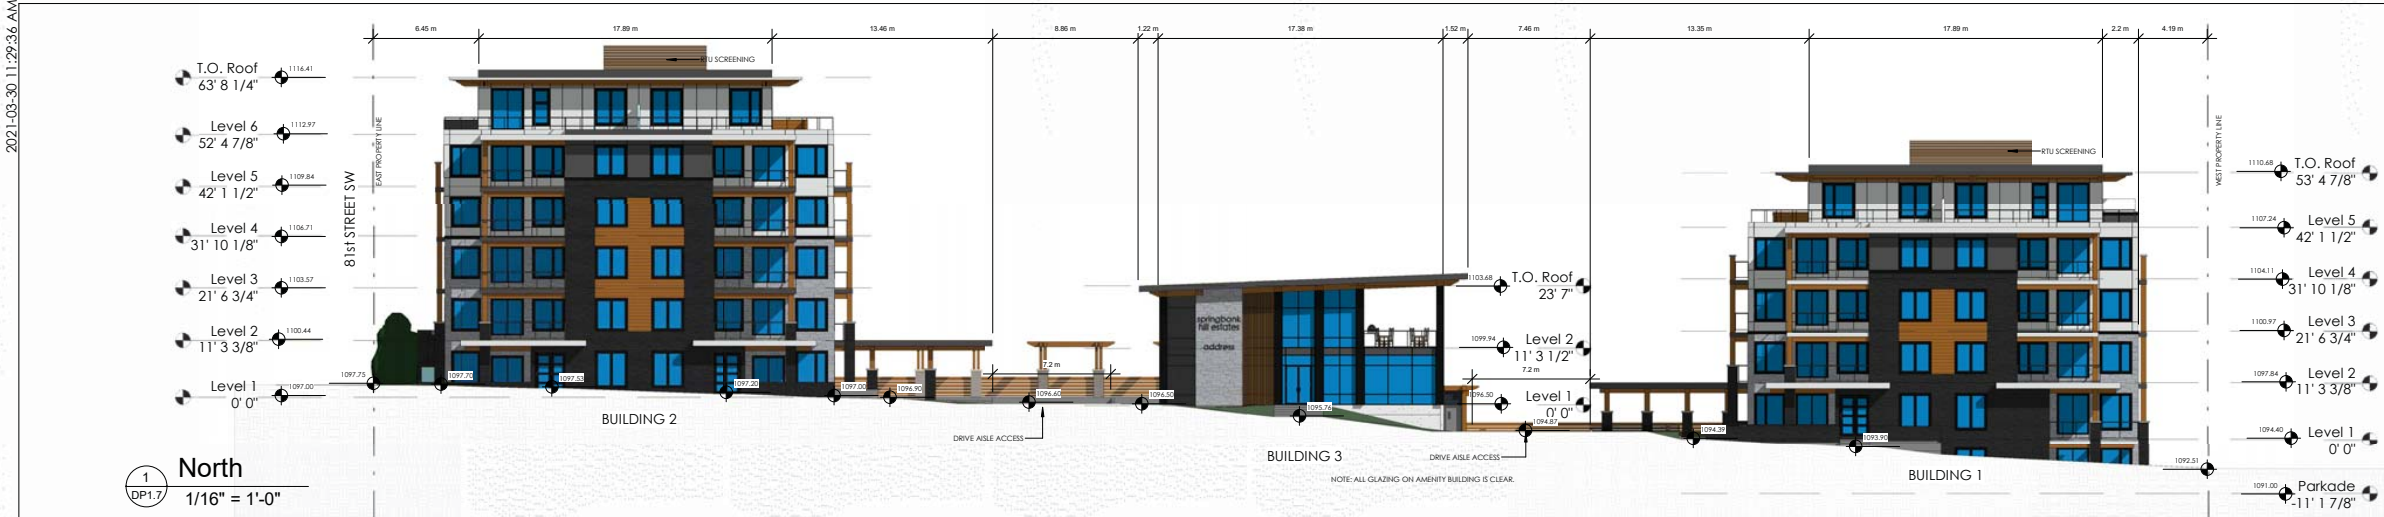 2021-03-30 11:29:36 AM
6.45 m
17.89 m
13.46 m
8.86 m
1.22 m
17.38 m
1.52 m
7.46 m
13.35 m
17.89 m
2.2 m
4.19 m
T.O. Roof
63' 8 1/4"
1116.41
Level 6
52' 4 7/8"
1112.97
Level 5
42' 1 1/2"
1109.84
Level 4
31' 10 1/8"
1106.71
Level 3
21' 6 3/4"
1103.57
Level 2
11' 3 3/8"
1100.44
Level 1
0' 0"
1097.00
81st STREET SW
EAST PROPERTY LINE
RTU SCREENING
1097.75
1097.70
1097.53
1097.20
1097.00
1096.90
BUILDING 2
7.2 m
1096.60
1096.50
DRIVE AISLE ACCESS
springbank
hill estates
address
1095.76
BUILDING 3
1103.68
T.O. Roof
23' 7"
1099.94
Level 2
11' 3 1/2"
7.2 m
1096.50
Level 1
0' 0"
1094.87
DRIVE AISLE ACCESS
NOTE: ALL GLAZING ON AMENITY BUILDING IS CLEAR.
RTU SCREENING
1094.39
1093.90
BUILDING 1
WEST PROPERTY LINE
1092.51
1110.68
T.O. Roof
53' 4 7/8"
1107.24
Level 5
42' 1 1/2"
1104.11
Level 4
31' 10 1/8"
1100.97
Level 3
21' 6 3/4"
1097.84
Level 2
11' 3 3/8"
1094.40
Level 1
0' 0"
1091.00
Parkade
-11' 1 7/8"
1
DP1.7
North
1/16" = 1'-0"